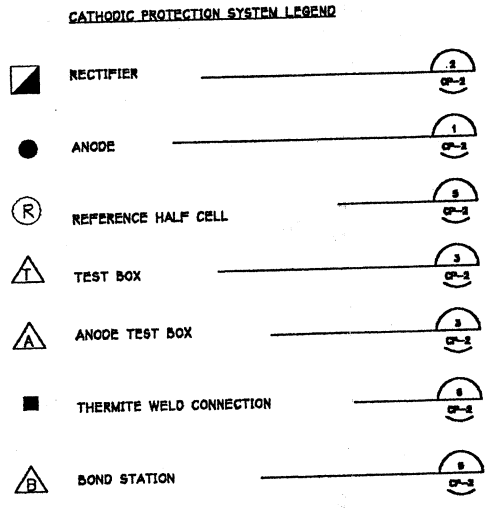 CATHODIC PROTECTION SYSTEM LEGEND
RECTIFIER 2
CP-2
ANODE 1
CP-2
R REFERENCE HALF CELL 5
CP-2
T TEST BOX 3
CP-2
A ANODE TEST BOX 3
CP-2
THERMITE WELD CONNECTION 6
CP-2
B BOND STATION
CP-2